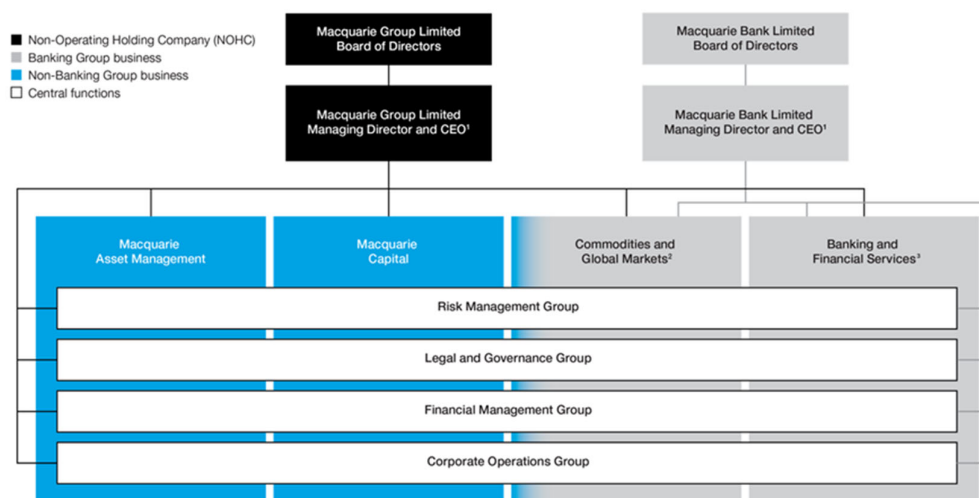 Non-Operating Holding Company (NOHC)
Banking Group business
Non-Banking Group business
Central functions
Macquarie Group Limited
Board of Directors
Macquarie Bank Limited
Board of Directors
Macquarie Group Limited
Managing Director and CEO¹
Macquarie Bank Limited
Managing Director and CEO¹
Macquarie
Asset Management
Macquarie
Capital
Commodities and
Global Markets²
Banking and
Financial Services³
Risk Management Group
Legal and Governance Group
Financial Management Group
Corporate Operations Group